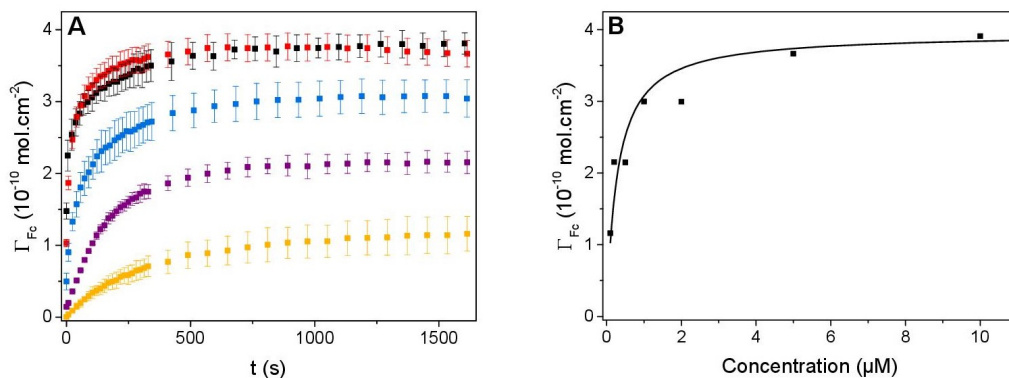 A
Γ Fc (10⁻¹⁰ mol.cm⁻²)
4
3
2
1
0
0 500 1000 1500
t (s)
B
Γ Fc (10⁻¹⁰ mol.cm⁻²)
4
3
2
1
0
0 2 4 6 8 10
Concentration (µM)